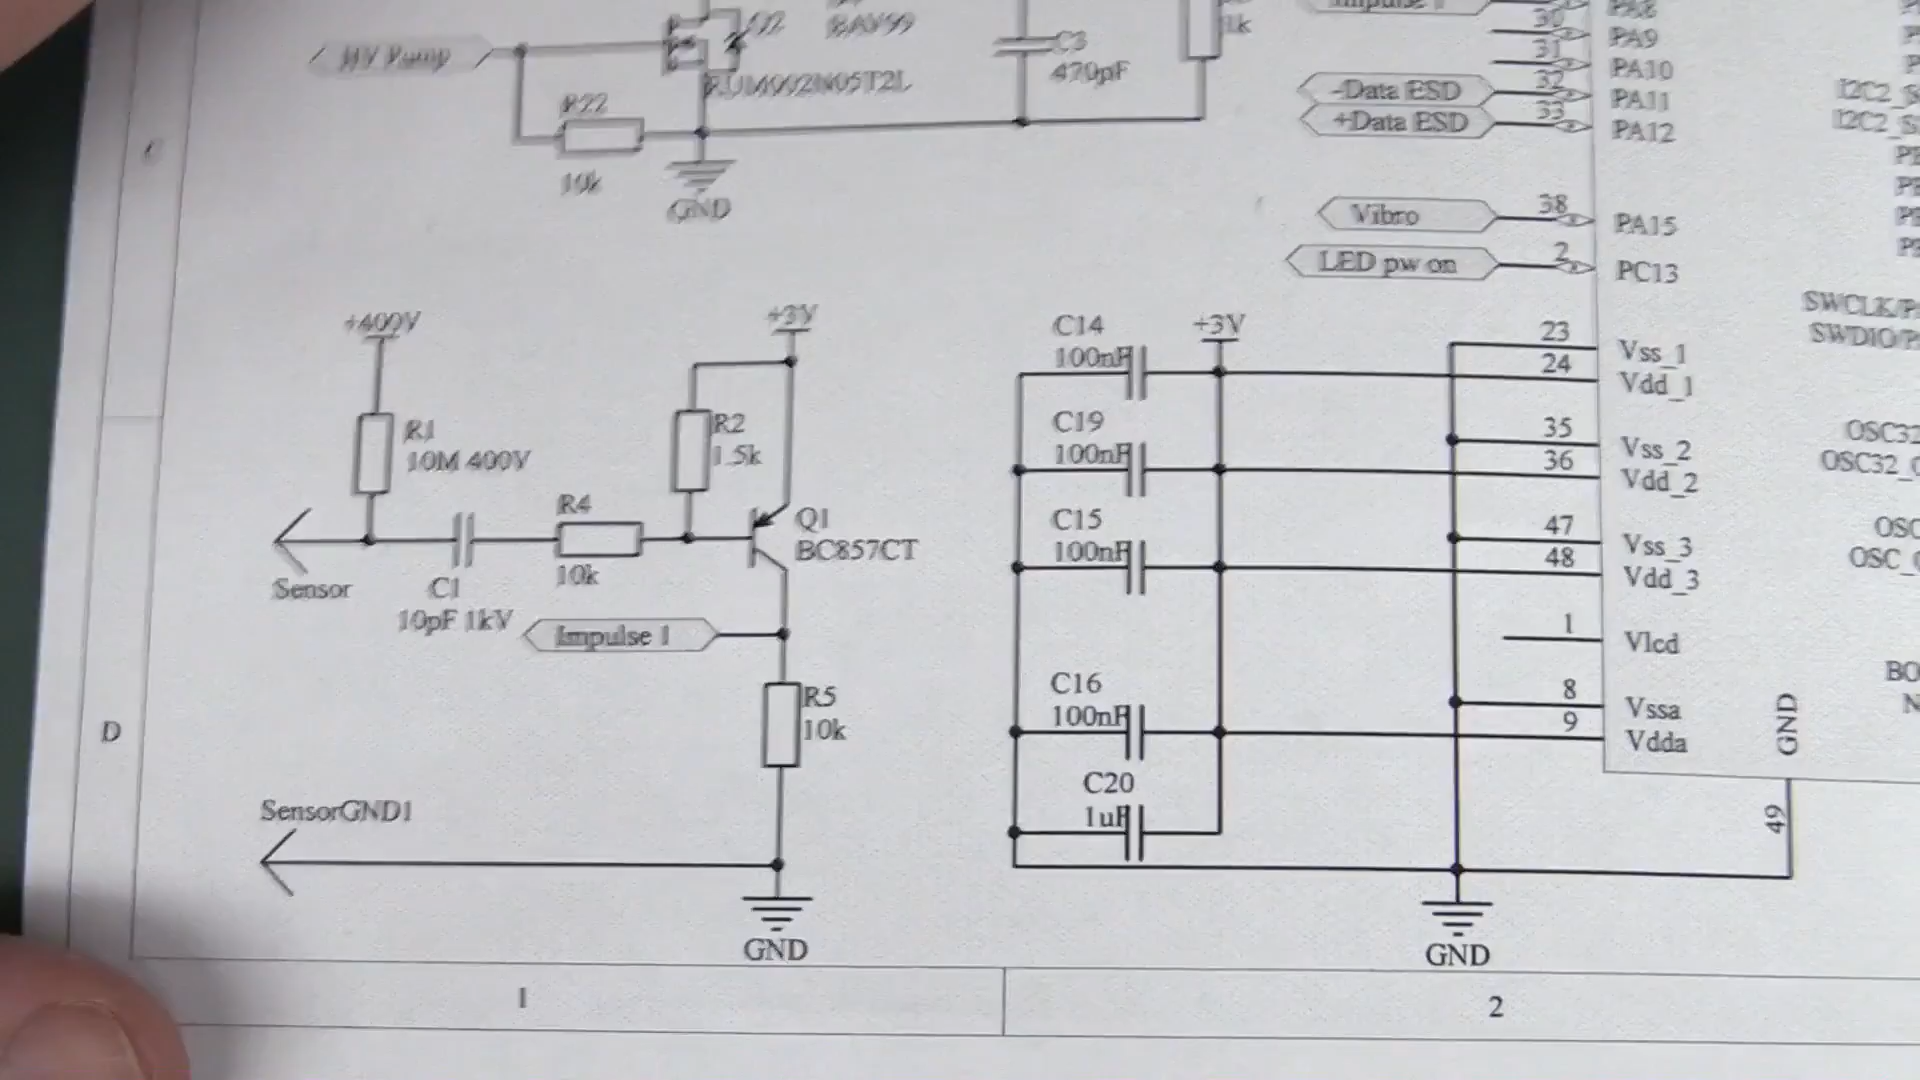 Q2
BAV99
HV Pump
RUM002N05T2L
R22
10k
GND
C3
470pF
1k
Impulse 1
30
PA8
PA9
31
PA10
-Data ESD
32
PA11
+Data ESD
33
PA12
Vibro
38
PA15
LED pw on
2
PC13
C
+400V
R1
10M 400V
+3V
R2
1.5k
Q1
BC857CT
R4
10k
Sensor
C1
10pF 1kV
Impulse 1
R5
10k
SensorGND1
GND
D
C14
100nF
+3V
C19
100nF
C15
100nF
C16
100nF
C20
1uF
GND
23
Vss_1
24
Vdd_1
35
Vss_2
36
Vdd_2
47
Vss_3
48
Vdd_3
1
Vlcd
8
Vssa
9
Vdda
GND
49
1
2